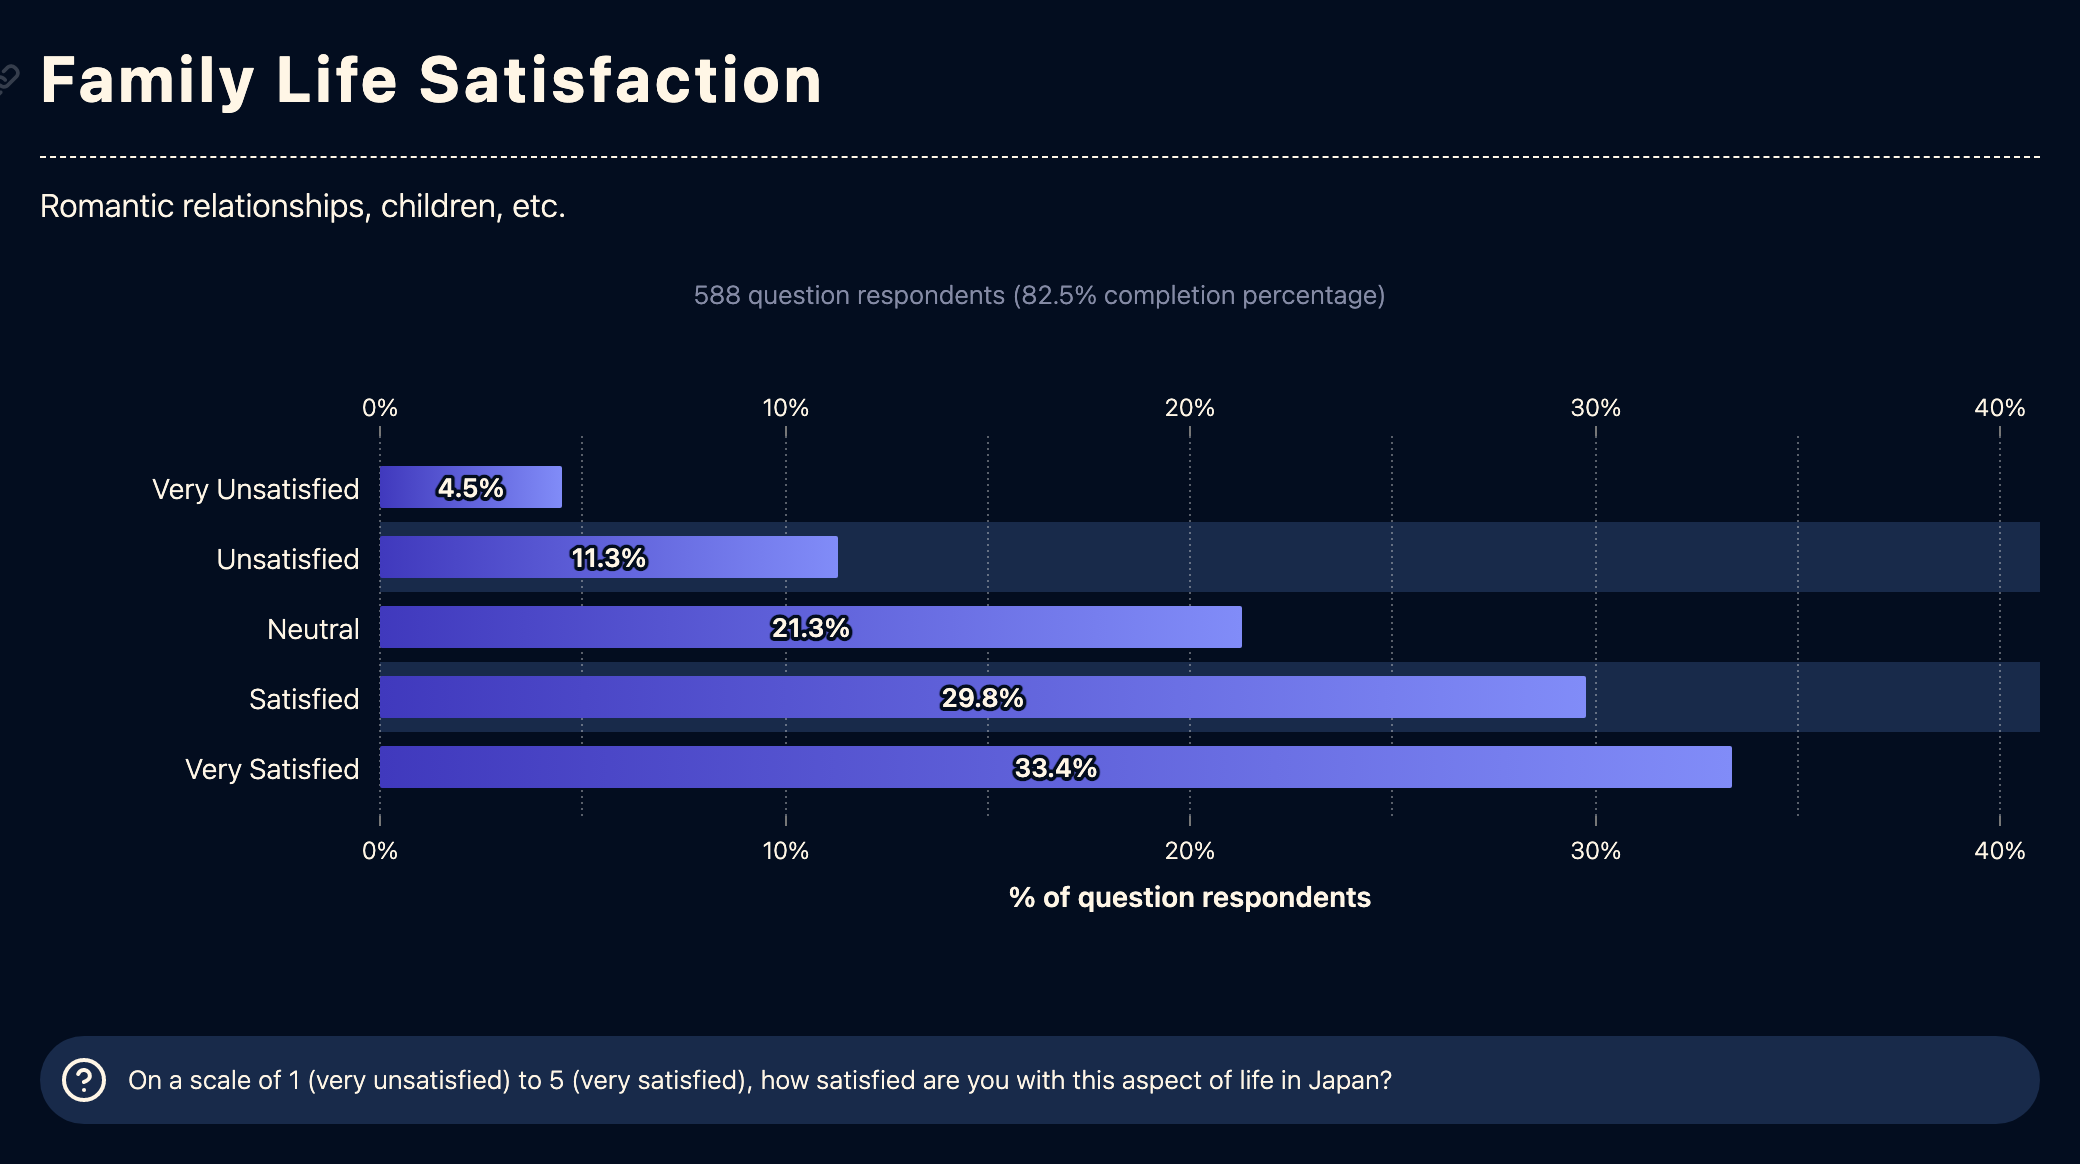 Family Life Satisfaction
Romantic relationships, children, etc.
588 question respondents (82.5% completion percentage)
0% 10% 20% 30% 40%
Very Unsatisfied 4.5%
Unsatisfied 11.3%
Neutral 21.3%
Satisfied 29.8%
Very Satisfied 33.4%
0% 10% 20% 30% 40%
% of question respondents
On a scale of 1 (very unsatisfied) to 5 (very satisfied), how satisfied are you with this aspect of life in Japan?